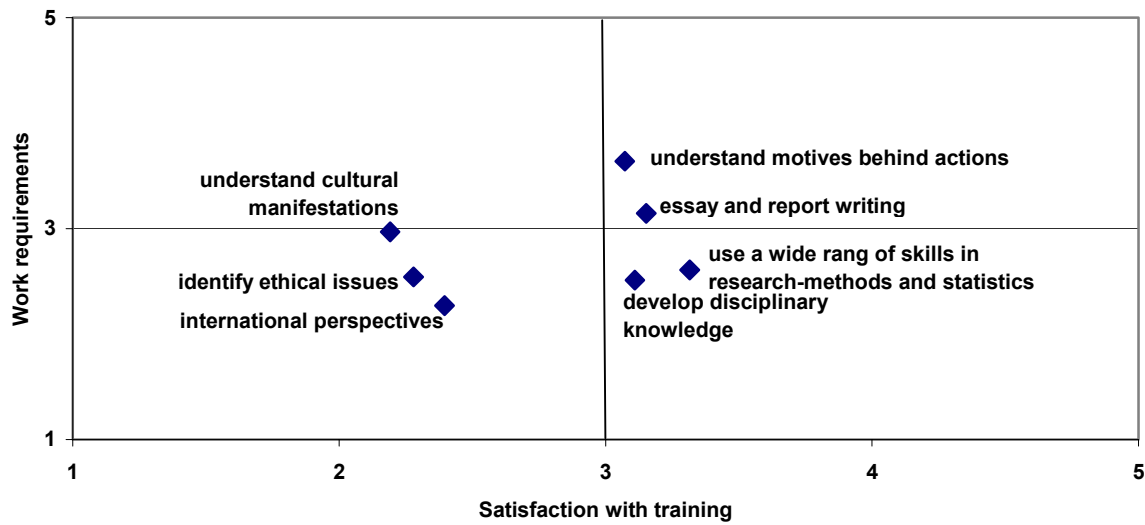 5
understand motives behind actions
understand cultural
manifestations
essay and report writing
3
use a wide rang of skills in
research-methods and statistics
identify ethical issues
develop disciplinary
knowledge
international perspectives
1
1 2 3 4 5
Work requirements
Satisfaction with training